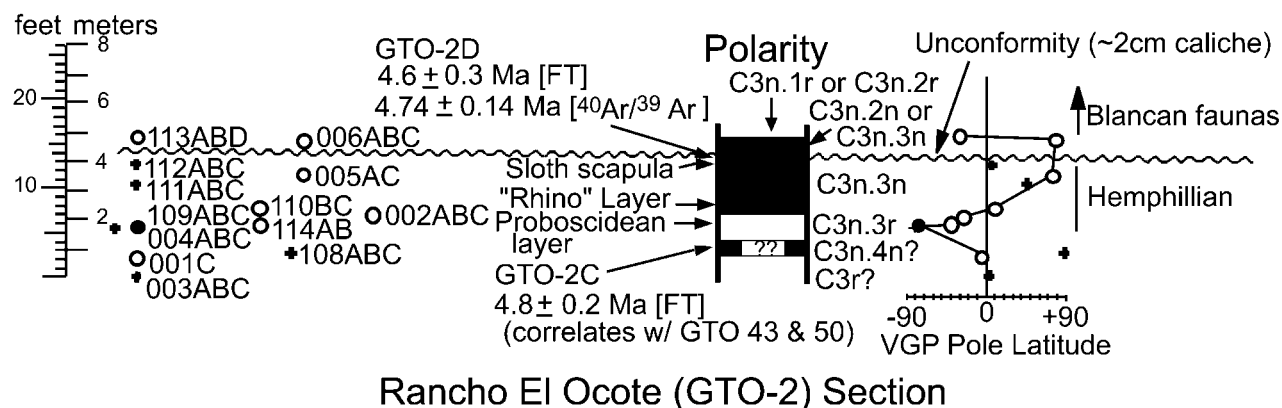 feet meters
8
20
6
4
10
2
GTO-2D
4.6 ± 0.3 Ma [FT]
4.74 ± 0.14 Ma [40Ar/39 Ar]
Polarity
C3n.1r or C3n.2r
C3n.2n or
C3n.3n
Unconformity (~2cm caliche)
Blancan faunas
Hemphillian
113ABD
006ABC
112ABC
005AC
111ABC
110BC
002ABC
109ABC
114AB
004ABC
108ABC
001C
003ABC
Sloth scapula
"Rhino" Layer
Proboscidean
layer
GTO-2C
4.8 ± 0.2 Ma [FT]
(correlates w/ GTO 43 & 50)
??
C3n.3n
C3n.3r
C3n.4n?
C3r?
-90 0 +90
VGP Pole Latitude
Rancho El Ocote (GTO-2) Section